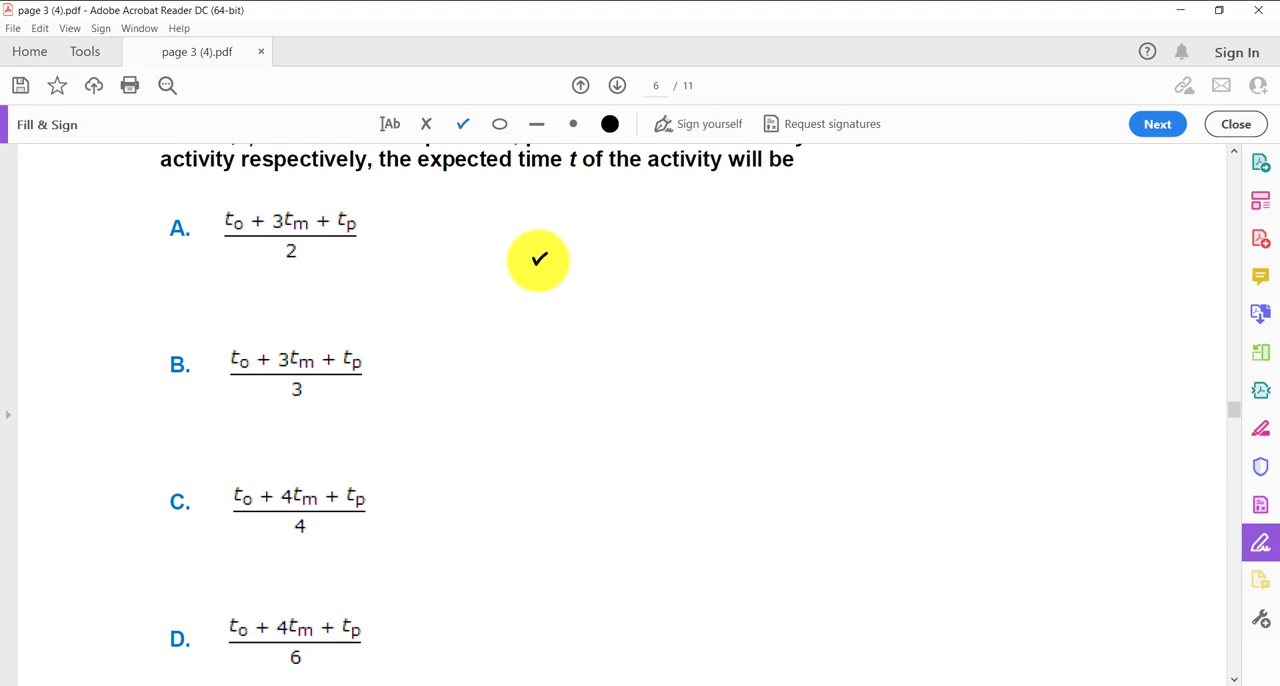 page 3 (4).pdf - Adobe Acrobat Reader DC (64-bit)
File Edit View Sign Window Help
Home Tools page 3 (4).pdf × Sign In
6 / 11
Fill & Sign IAb X Sign yourself Request signatures Next Close
activity respectively, the expected time t of the activity will be
A. to + 3tm + tp
2
B. to + 3tm + tp
3
C. to + 4tm + tp
4
D. to + 4tm + tp
6